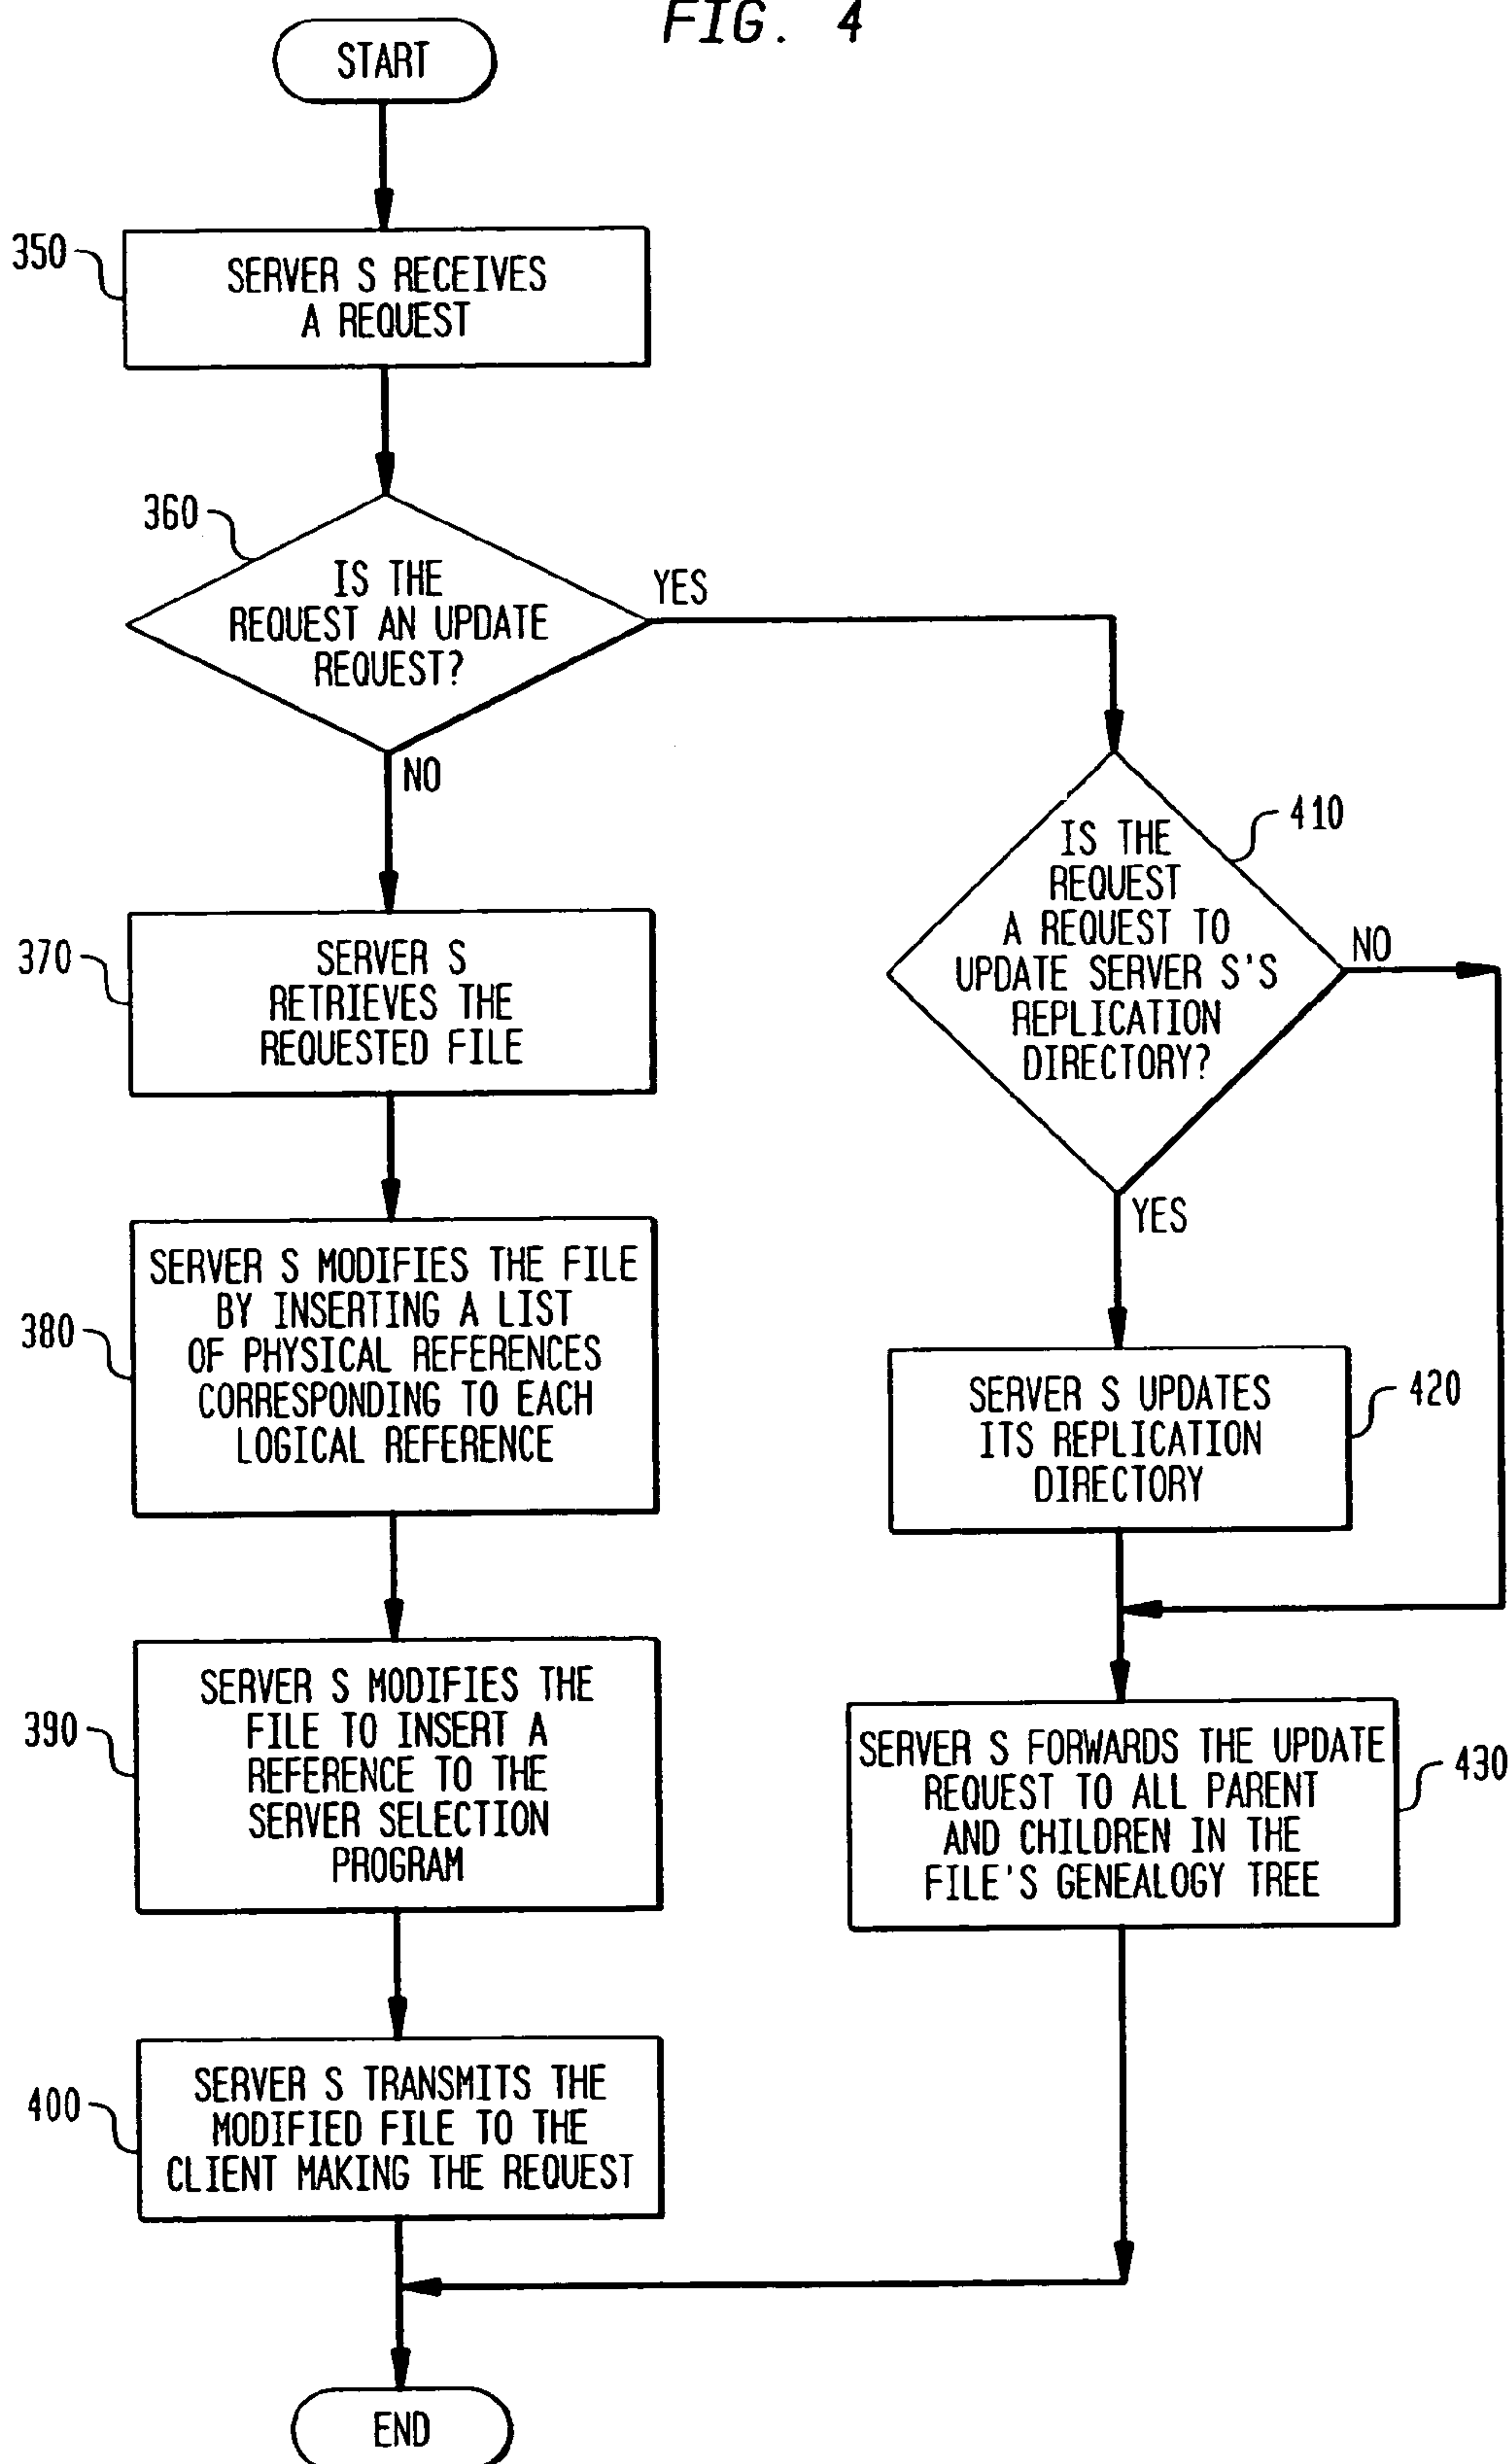 FIG. 4
START
350
SERVER S RECEIVES
A REQUEST
360
IS THE
REQUEST AN UPDATE
REQUEST?
YES
NO
370
SERVER S
RETRIEVES THE
REQUESTED FILE
380
SERVER S MODIFIES THE FILE
BY INSERTING A LIST
OF PHYSICAL REFERENCES
CORRESPONDING TO EACH
LOGICAL REFERENCE
390
SERVER S MODIFIES THE
FILE TO INSERT A
REFERENCE TO THE
SERVER SELECTION
PROGRAM
400
SERVER S TRANSMITS THE
MODIFIED FILE TO THE
CLIENT MAKING THE REQUEST
410
IS THE
REQUEST
A REQUEST TO
UPDATE SERVER S'S
REPLICATION
DIRECTORY?
NO
YES
420
SERVER S UPDATES
ITS REPLICATION
DIRECTORY
430
SERVER S FORWARDS THE UPDATE
REQUEST TO ALL PARENT
AND CHILDREN IN THE
FILE'S GENEALOGY TREE
END